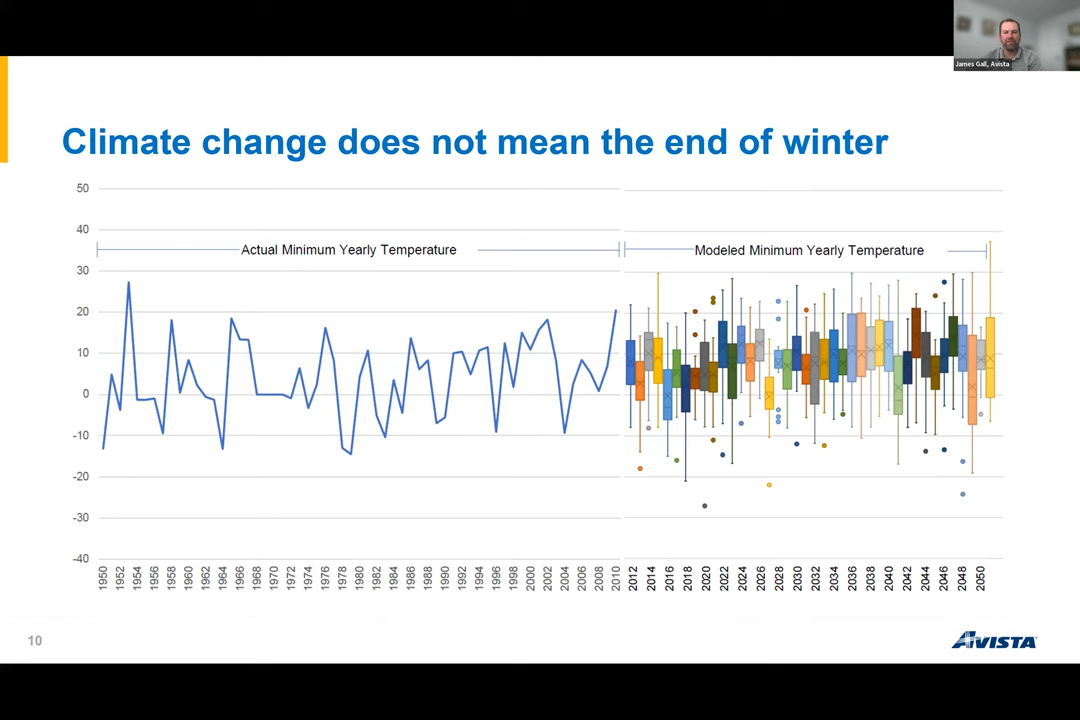 James Gall, Avista
Climate change does not mean the end of winter
50
40
30
20
10
0
-10
-20
-30
-40
Actual Minimum Yearly Temperature
Modeled Minimum Yearly Temperature
1950 1952 1954 1956 1958 1960 1962 1964 1966 1968 1970 1972 1974 1976 1978 1980 1982 1984 1986 1988 1990 1992 1994 1996 1998 2000 2002 2004 2006 2008 2010
2012 2014 2016 2018 2020 2022 2024 2026 2028 2030 2032 2034 2036 2038 2040 2042 2044 2046 2048 2050
10
AVISTA